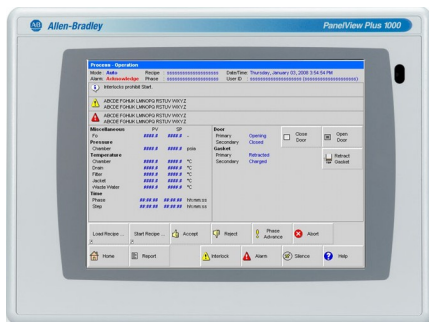 AB Allen-Bradley PanelView Plus 1000
Process - Operation
Mode: Auto Recipe : ssssssssssssssssssss Date/Time: Thursday, January 03, 2008 3:54:54 PM
Alarm: Acknowledge Phase : ssssssssssssssssssss User ID :
Interlocks prohibit Start.
ABCDE FGHIJK LMNOPQ RSTUV WXYZ
ABCDE FGHIJK LMNOPQ RSTUV WXYZ
ABCDE FGHIJK LMNOPQ RSTUV WXYZ
ABCDE FGHIJK LMNOPQ RSTUV WXYZ
Miscellaneous PV SP Door
Fo ####.# ####.# - Primary Opening Close Door Open Door
Pressure Secondary Closed
Chamber ####.# ####.# psia Gasket
Temperature Primary Retracted Retract Gasket
Chamber ####.# ####.# °C Secondary Charged
Drain ####.# ####.# °C
Filter ####.# ####.# °C
Jacket ####.# ####.# °C
Waste Water ####.# ####.# °C
Time
Phase ##:##:## ##:##:## hh:mm:ss
Step ##:##:## ##:##:## hh:mm:ss
Load Recipe ... Start Recipe ... Accept Reject Phase Advance Abort
Home Report Interlock Alarm Silence Help